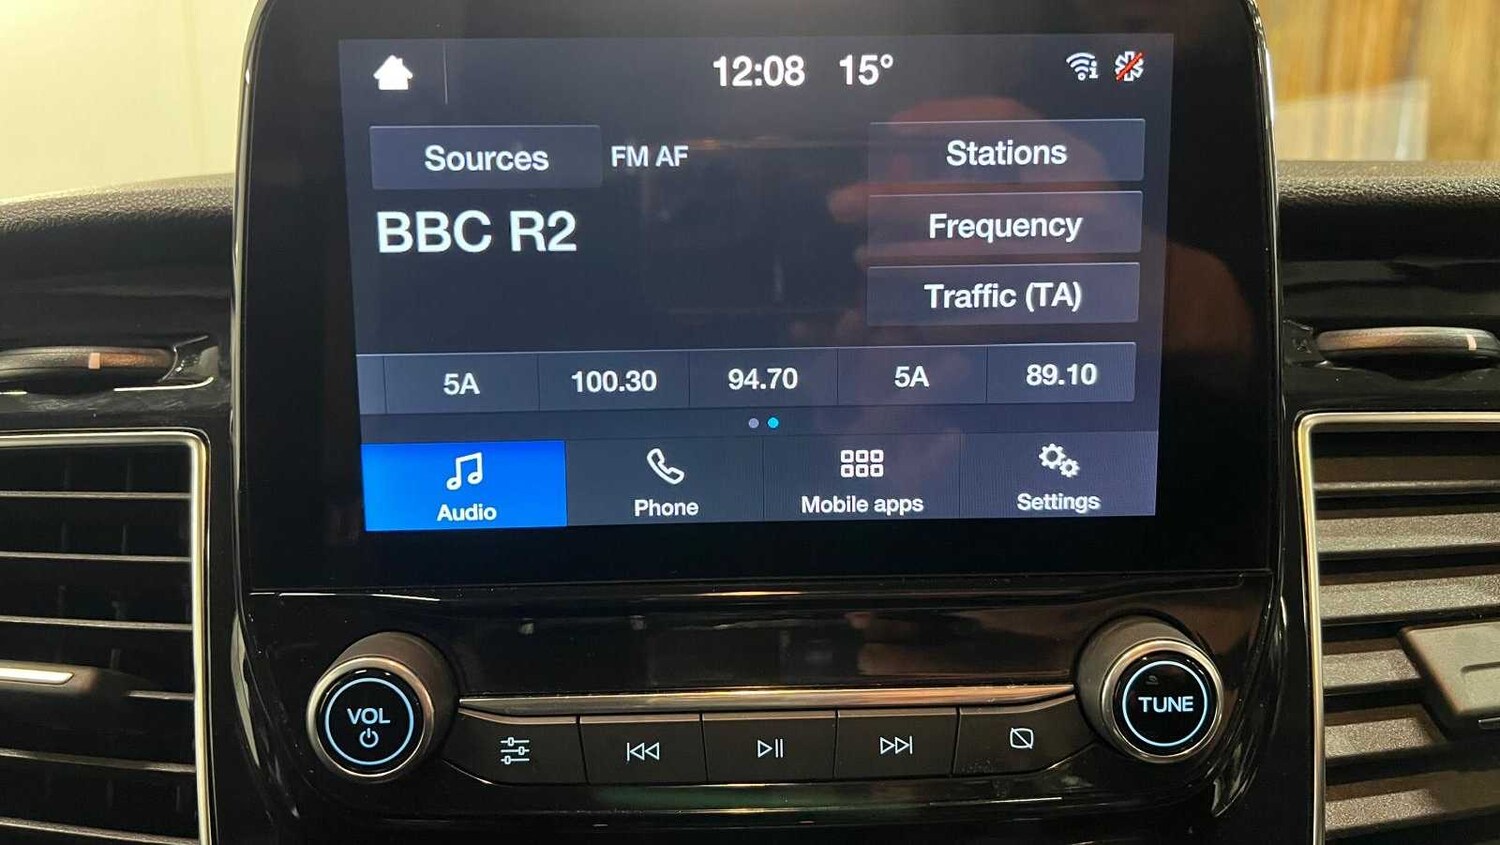 12:08 15°
Sources FM AF Stations
BBC R2
Frequency
Traffic (TA)
5A 100.30 94.70 5A 89.10
Audio Phone Mobile apps Settings
VOL
TUNE